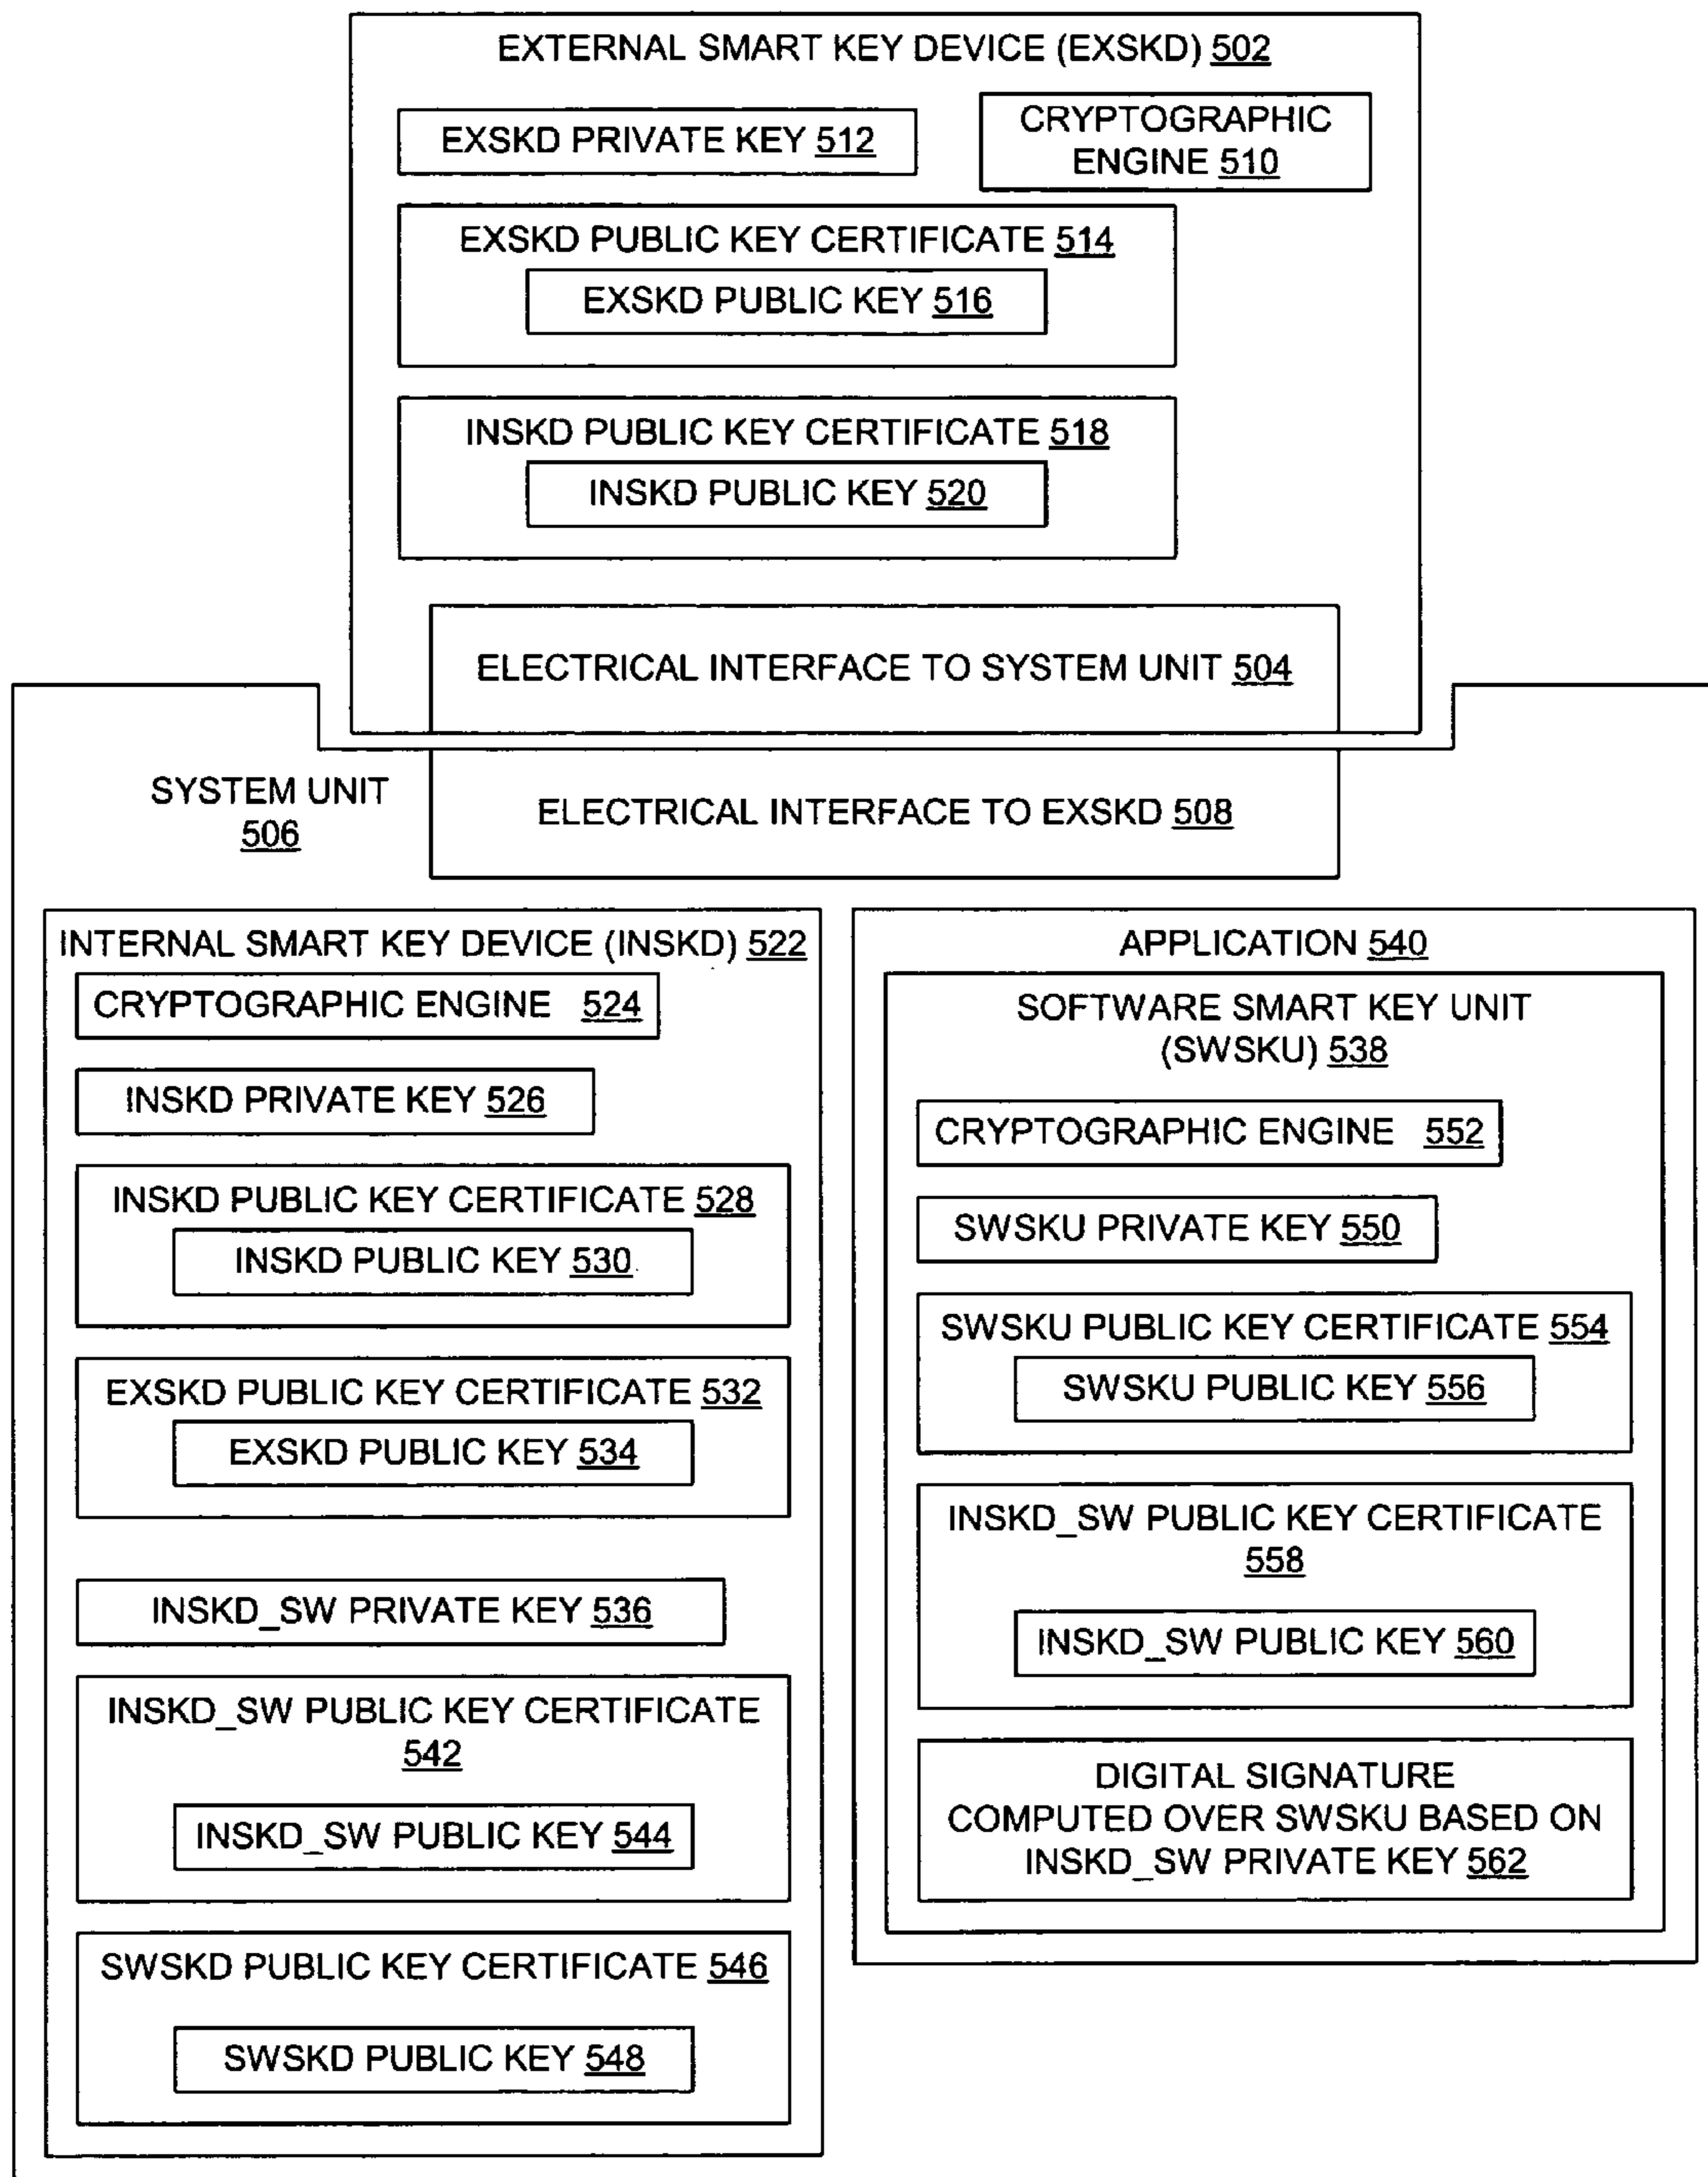 EXTERNAL SMART KEY DEVICE (EXSKD) 502
EXSKD PRIVATE KEY 512
CRYPTOGRAPHIC
ENGINE 510
EXSKD PUBLIC KEY CERTIFICATE 514
EXSKD PUBLIC KEY 516
INSKD PUBLIC KEY CERTIFICATE 518
INSKD PUBLIC KEY 520
ELECTRICAL INTERFACE TO SYSTEM UNIT 504
SYSTEM UNIT
506
ELECTRICAL INTERFACE TO EXSKD 508
INTERNAL SMART KEY DEVICE (INSKD) 522
CRYPTOGRAPHIC ENGINE 524
INSKD PRIVATE KEY 526
INSKD PUBLIC KEY CERTIFICATE 528
INSKD PUBLIC KEY 530
EXSKD PUBLIC KEY CERTIFICATE 532
EXSKD PUBLIC KEY 534
INSKD_SW PRIVATE KEY 536
INSKD_SW PUBLIC KEY CERTIFICATE
542
INSKD_SW PUBLIC KEY 544
SWSKD PUBLIC KEY CERTIFICATE 546
SWSKD PUBLIC KEY 548
APPLICATION 540
SOFTWARE SMART KEY UNIT
(SWSKU) 538
CRYPTOGRAPHIC ENGINE 552
SWSKU PRIVATE KEY 550
SWSKU PUBLIC KEY CERTIFICATE 554
SWSKU PUBLIC KEY 556
INSKD_SW PUBLIC KEY CERTIFICATE
558
INSKD_SW PUBLIC KEY 560
DIGITAL SIGNATURE
COMPUTED OVER SWSKU BASED ON
INSKD_SW PRIVATE KEY 562